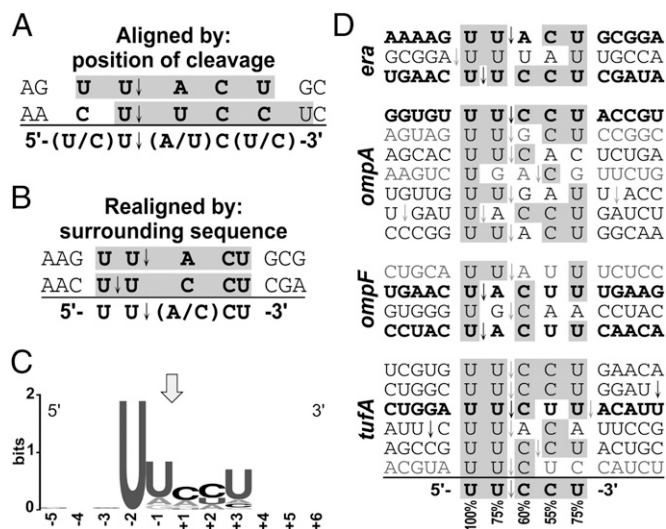 A
Aligned by:
position of cleavage
AG U U↓ A C U GC
AA C U↓ U C C UC
5'-(U/C)U↓(A/U)C(U/C)-3'
B
Realigned by:
surrounding sequence
AAG U U↓ A CU GCG
AAC U↓U C CU CGA
5'- U U↓(A/C)CU -3'
C
2
1
0
bits
5'
3'
U U C C U
-5 -4 -3 -2 -1 +1 +2 +3 +4 +5 +6
D
era
AAAAG U U↓A C U GCGGA
GCGGA↓U U U A U UGCCA
UGAAC U↓U C C U CGAUA
ompA
GGUGU U U↓C C U ACCGU
AGUAG U U↓G C U CCGGC
AGCAC U U↓C A C UCUGA
AAGUC U G A↓C G UUCUG
UGUUG U U↓G A U U↓ACC
U↓GAU U↓A C C U GAUCU
CCCGG U U↓A C U GGCAA
ompF
CUGCA U U↓A U U UCUCC
UGAAC U↓A C U U UGAAG
GUGGG U G↓C A A CCUAC
CCUAC U↓A C U U CAACA
tufA
UCGUG U U↓C C U GAACA
CUGGC U U↓C C U GGAU↓
CUGGA U U↓C U U↓ACAUU
AUU↓C U U↓A C A UUCCG
AGCCG U U C↓C U ACUGC
ACGUA U U↓C U C CAUCU
5'- U U↓C C U -3'
100% 75% 60% 55% 75%